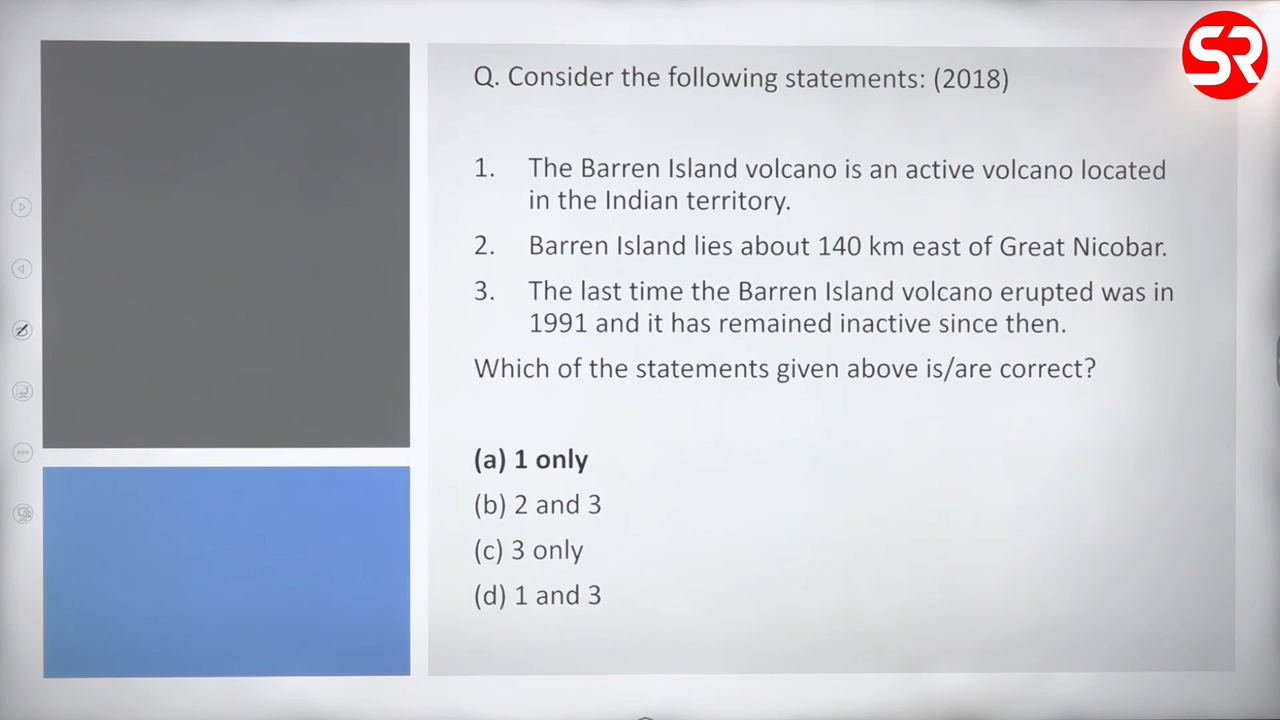 SR
Q. Consider the following statements: (2018)
1. The Barren Island volcano is an active volcano located
in the Indian territory.
2. Barren Island lies about 140 km east of Great Nicobar.
3. The last time the Barren Island volcano erupted was in
1991 and it has remained inactive since then.
Which of the statements given above is/are correct?
(a) 1 only
(b) 2 and 3
(c) 3 only
(d) 1 and 3